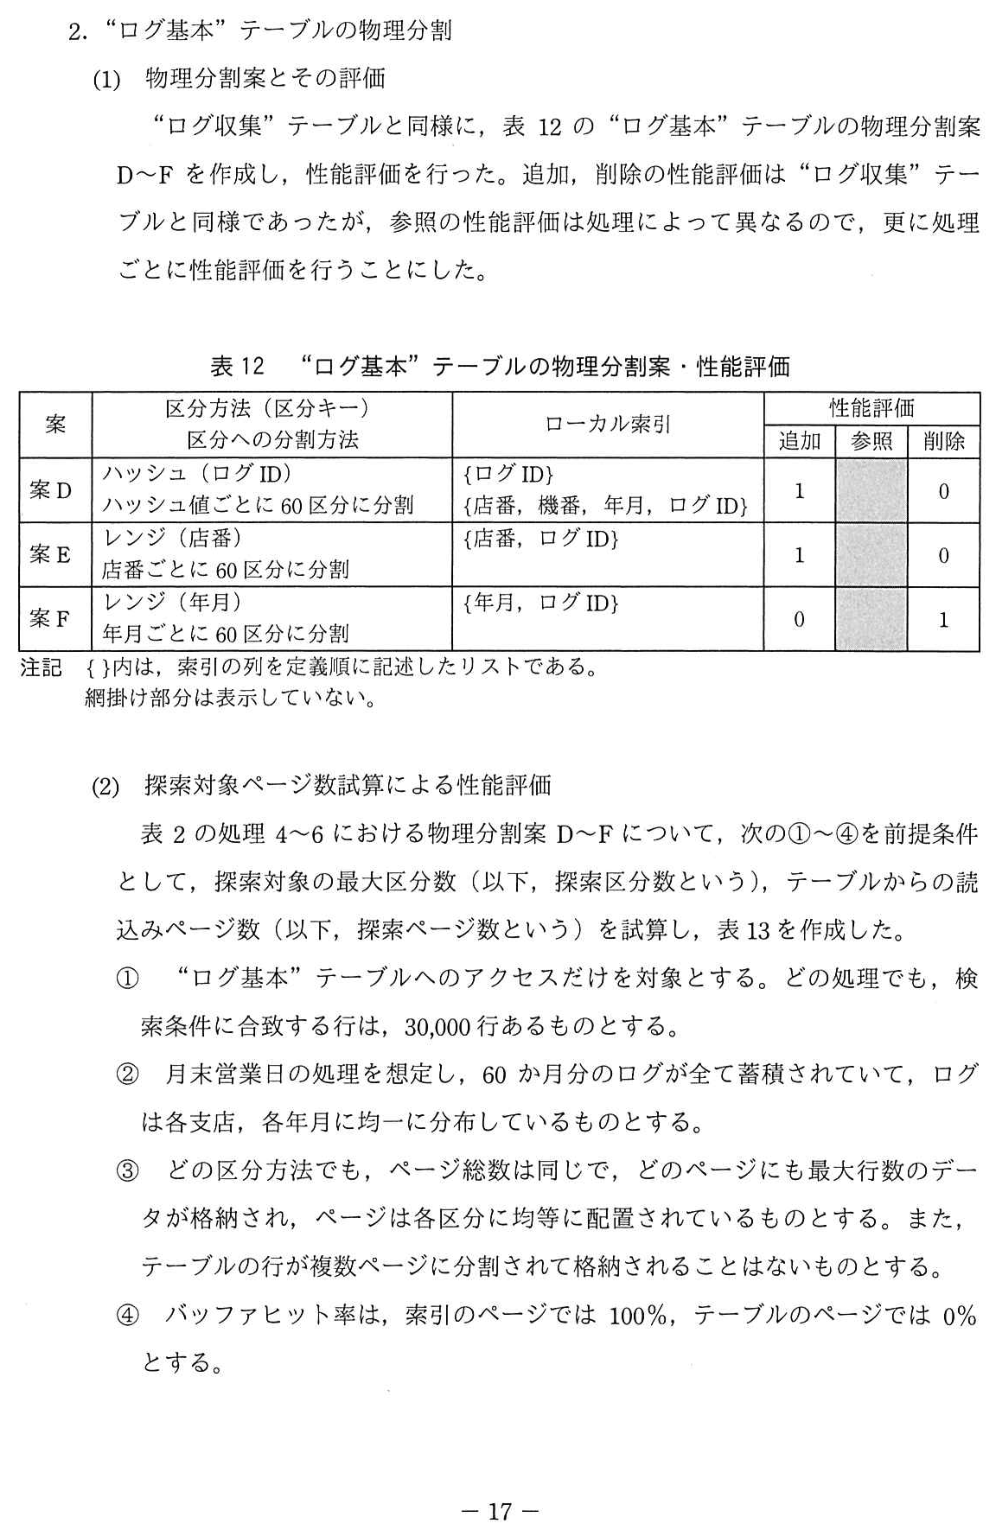 2. “ログ基本” テーブルの物理分割
(1) 物理分割案とその評価
“ログ収集” テーブルと同様に，表 12 の “ログ基本” テーブルの物理分割案
D～F を作成し，性能評価を行った。追加，削除の性能評価は “ログ収集” テー
ブルと同様であったが，参照の性能評価は処理によって異なるので，更に処理
ごとに性能評価を行うことにした。
表 12 “ログ基本” テーブルの物理分割案・性能評価
案
区分方法（区分キー）
区分への分割方法
ローカル索引
性能評価
追加 参照 削除
案 D
ハッシュ（ログ ID）
ハッシュ値ごとに 60 区分に分割
{ログ ID}
{店番，機番，年月，ログ ID}
1 0
案 E
レンジ（店番）
店番ごとに 60 区分に分割
{店番，ログ ID}
1 0
案 F
レンジ（年月）
年月ごとに 60 区分に分割
{年月，ログ ID}
0 1
注記 { }内は，索引の列を定義順に記述したリストである。
網掛け部分は表示していない。
(2) 探索対象ページ数試算による性能評価
表 2 の処理 4～6 における物理分割案 D～F について，次の①～④を前提条件
として，探索対象の最大区分数（以下，探索区分数という），テーブルからの読
込みページ数（以下，探索ページ数という）を試算し，表 13 を作成した。
① “ログ基本” テーブルへのアクセスだけを対象とする。どの処理でも，検
索条件に合致する行は，30,000 行あるものとする。
② 月末営業日の処理を想定し，60 か月分のログが全て蓄積されていて，ログ
は各支店，各年月に均一に分布しているものとする。
③ どの区分方法でも，ページ総数は同じで，どのページにも最大行数のデー
タが格納され，ページは各区分に均等に配置されているものとする。また，
テーブルの行が複数ページに分割されて格納されることはないものとする。
④ バッファヒット率は，索引のページでは 100％，テーブルのページでは 0％
とする。
－ 17 －